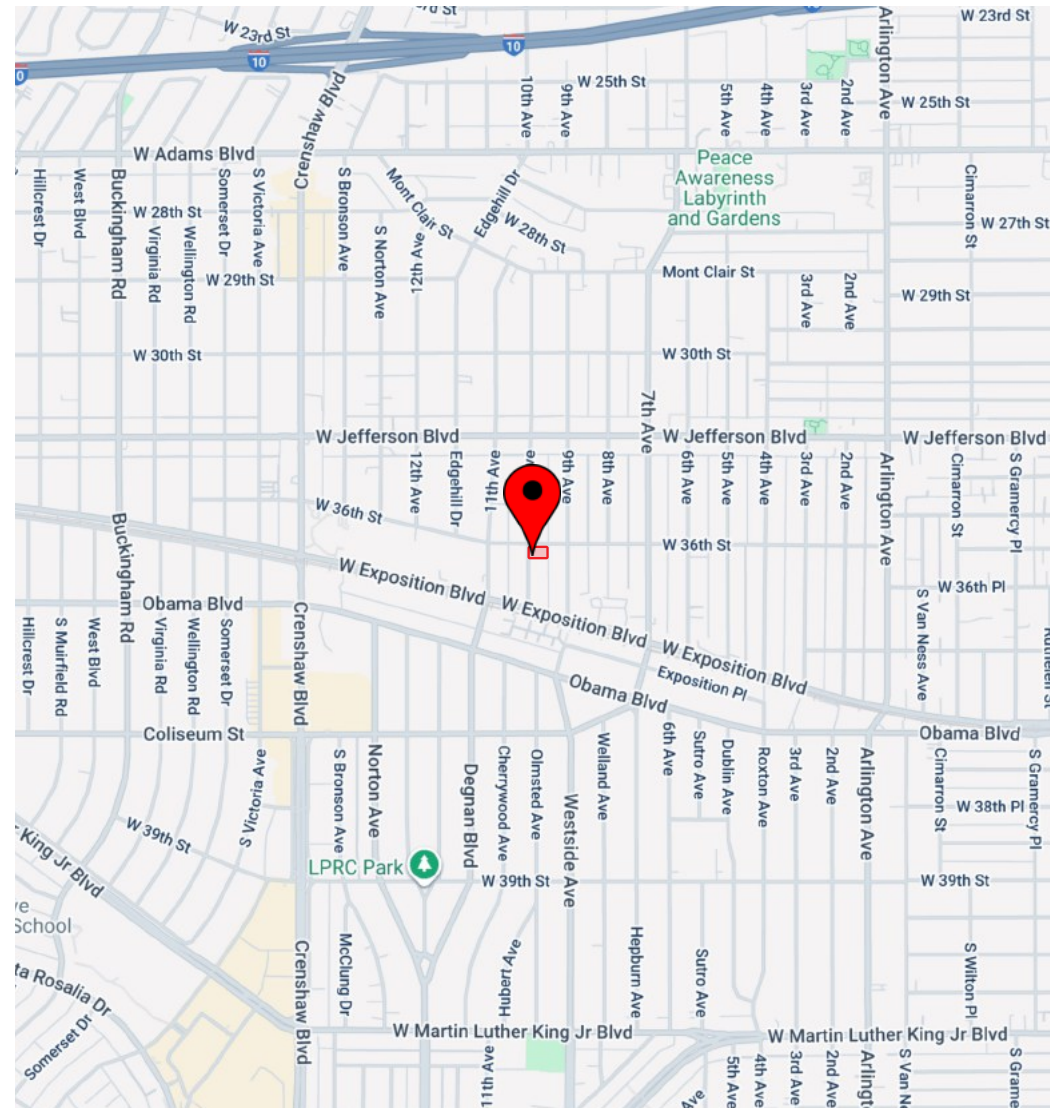 W 23rd St
rd St
W 23rd St
10
10
0
Arlington Ave
Crenshaw Blvd
10th Ave
9th Ave
W 25th St
5th Ave
4th Ave
3rd Ave
2nd Ave
W 25th St
W Adams Blvd
Hillcrest Dr
West Blvd
Buckingham Rd
Virginia Rd
W 28th St
Wellington Rd
Somerset Dr
S Victoria Ave
S Bronson Ave
S Norton Ave
Mont Clair St
12th Ave
Edgehill Dr
W 28th St
Peace
Awareness
Labyrinth
and Gardens
Cimarron St
W 27th St
W 29th St
Mont Clair St
3rd Ave
2nd Ave
W 29th St
W 30th St
W 30th St
7th Ave
W Jefferson Blvd
W Jefferson Blvd
W Jefferson Blvd
12th Ave
Edgehill Dr
11th Ave
9th Ave
8th Ave
6th Ave
5th Ave
4th Ave
3rd Ave
2nd Ave
Arlington Ave
Cimarron St
S Gramercy Pl
W 36th St
W 36th St
Buckingham Rd
W Exposition Blvd
W Exposition Blvd
W Exposition Blvd
Exposition Pl
W 36th Pl
S Van Ness Ave
Obama Blvd
Crenshaw Blvd
Hillcrest Dr
S Muirfield Rd
West Blvd
Virginia Rd
Wellington Rd
Somerset Dr
Obama Blvd
Coliseum St
Obama Blvd
S Victoria Ave
S Bronson Ave
Norton Ave
Degnan Blvd
Cherrywood Ave
Olmsted Ave
Westside Ave
Welland Ave
6th Ave
Sutro Ave
Dublin Ave
Roxton Ave
3rd Ave
2nd Ave
Arlington Ave
Cimarron St
S Gramercy Pl
W 38th Pl
W 39th St
King Jr Blvd
LPRC Park
W 39th St
W 39th St
School
ta Rosalia Dr
Somerset Dr
Crenshaw Blvd
McClung Dr
Hubert Ave
Hepburn Ave
Sutro Ave
S Wilton Pl
W Martin Luther King Jr Blvd
W Martin Luther King Jr Blvd
11th Ave
Ave
5th Ave
4th Ave
3rd Ave
2nd Ave
Arlingt
S Van N
S Grame